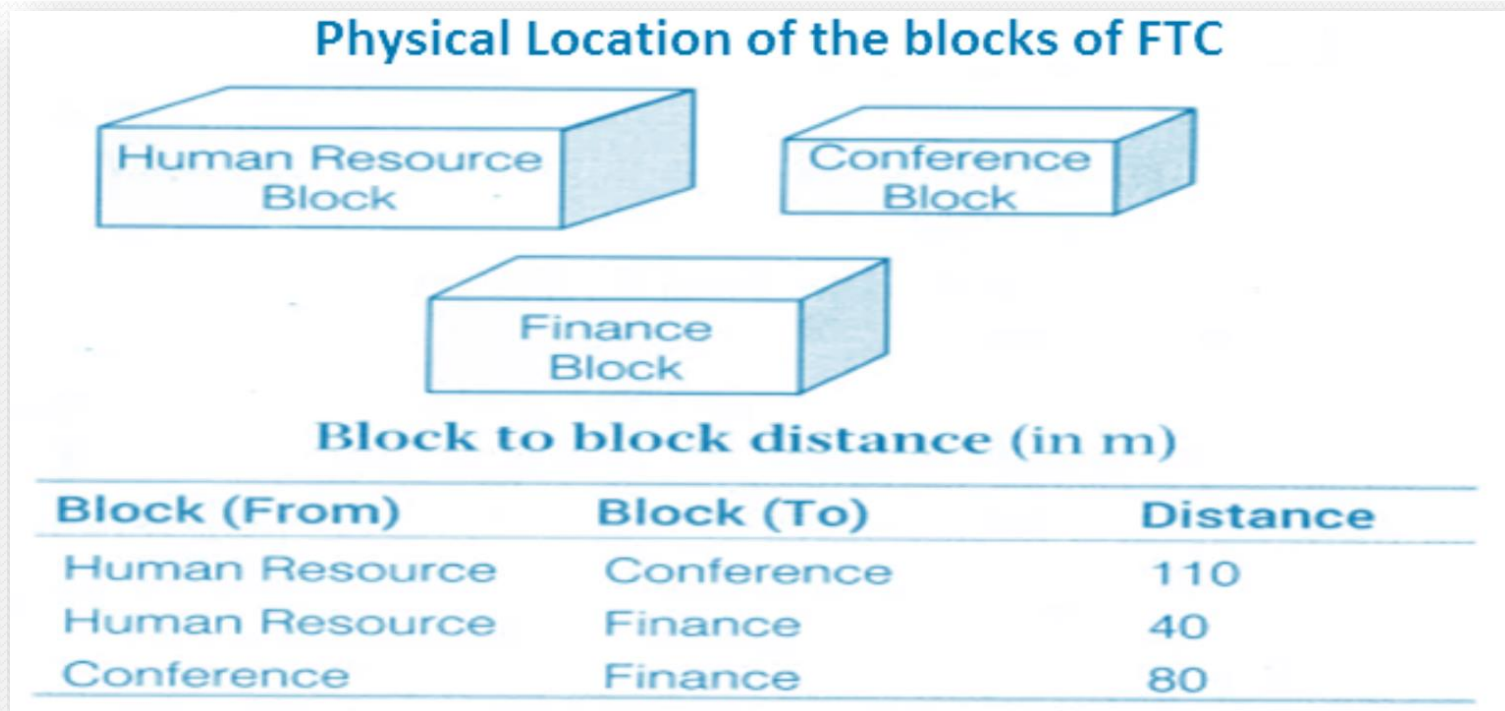 Physical Location of the blocks of FTC
Human Resource
Block
Conference
Block
Finance
Block
Block to block distance (in m)
Block (From) Block (To) Distance
Human Resource Conference 110
Human Resource Finance 40
Conference Finance 80